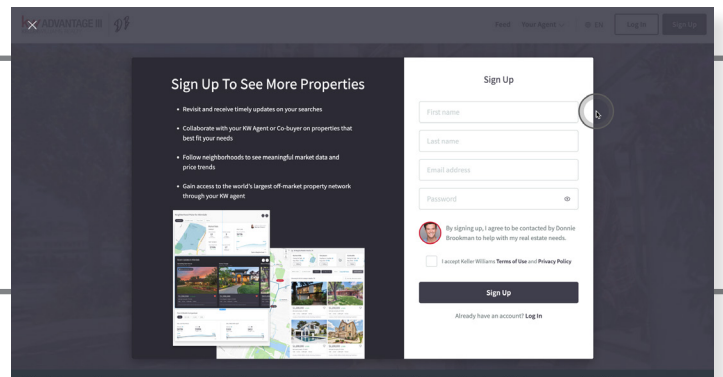 kw ADVANTAGE III
Feed Your Agent EN Log In Sign Up
Sign Up To See More Properties
• Revisit and receive timely updates on your searches
• Collaborate with your KW Agent or Co-buyer on properties that
best fit your needs
• Follow neighborhoods to see meaningful market data and
price trends
• Gain access to the world's largest off-market property network
through your KW agent
Sign Up
First name
Last name
Email address
Password
By signing up, I agree to be contacted by Donnie
Brookman to help with my real estate needs.
I accept Keller Williams Terms of Use and Privacy Policy
Sign Up
Already have an account? Log In